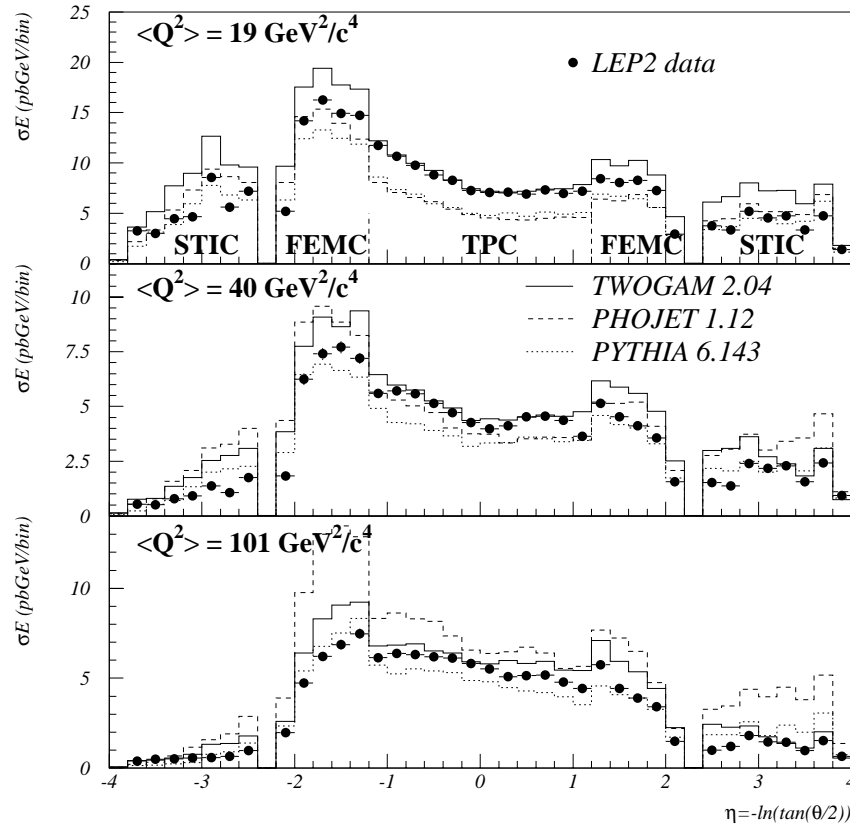 <Q²> = 19 GeV²/c⁴
LEP2 data
σE (pbGeV/bin)
25
20
15
10
5
0
STIC FEMC TPC FEMC STIC
<Q²> = 40 GeV²/c⁴
TWOGAM 2.04
PHOJET 1.12
PYTHIA 6.143
σE (pbGeV/bin)
10
7.5
5
2.5
0
<Q²> = 101 GeV²/c⁴
σE (pbGeV/bin)
10
5
0
-4 -3 -2 -1 0 1 2 3 4
η=-ln(tan(θ/2))